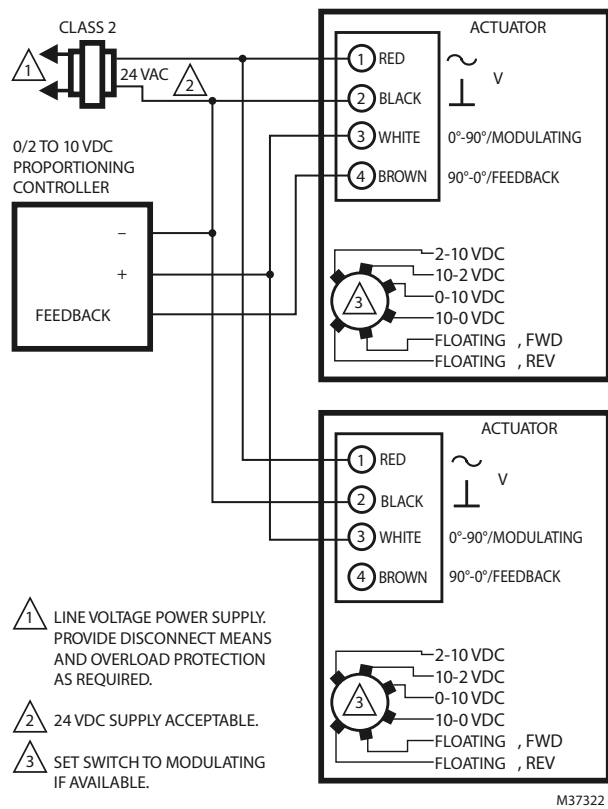 CLASS 2
1
24 VAC
2
0/2 TO 10 VDC
PROPORTIONING
CONTROLLER
–
+
FEEDBACK
ACTUATOR
1 RED
V
2 BLACK
3 WHITE 0°-90°/MODULATING
4 BROWN 90°-0°/FEEDBACK
3
2-10 VDC
10-2 VDC
0-10 VDC
10-0 VDC
FLOATING , FWD
FLOATING , REV
ACTUATOR
1 RED
V
2 BLACK
3 WHITE 0°-90°/MODULATING
4 BROWN 90°-0°/FEEDBACK
3
2-10 VDC
10-2 VDC
0-10 VDC
10-0 VDC
FLOATING , FWD
FLOATING , REV
1 LINE VOLTAGE POWER SUPPLY.
PROVIDE DISCONNECT MEANS
AND OVERLOAD PROTECTION
AS REQUIRED.
2 24 VDC SUPPLY ACCEPTABLE.
3 SET SWITCH TO MODULATING
IF AVAILABLE.
M37322